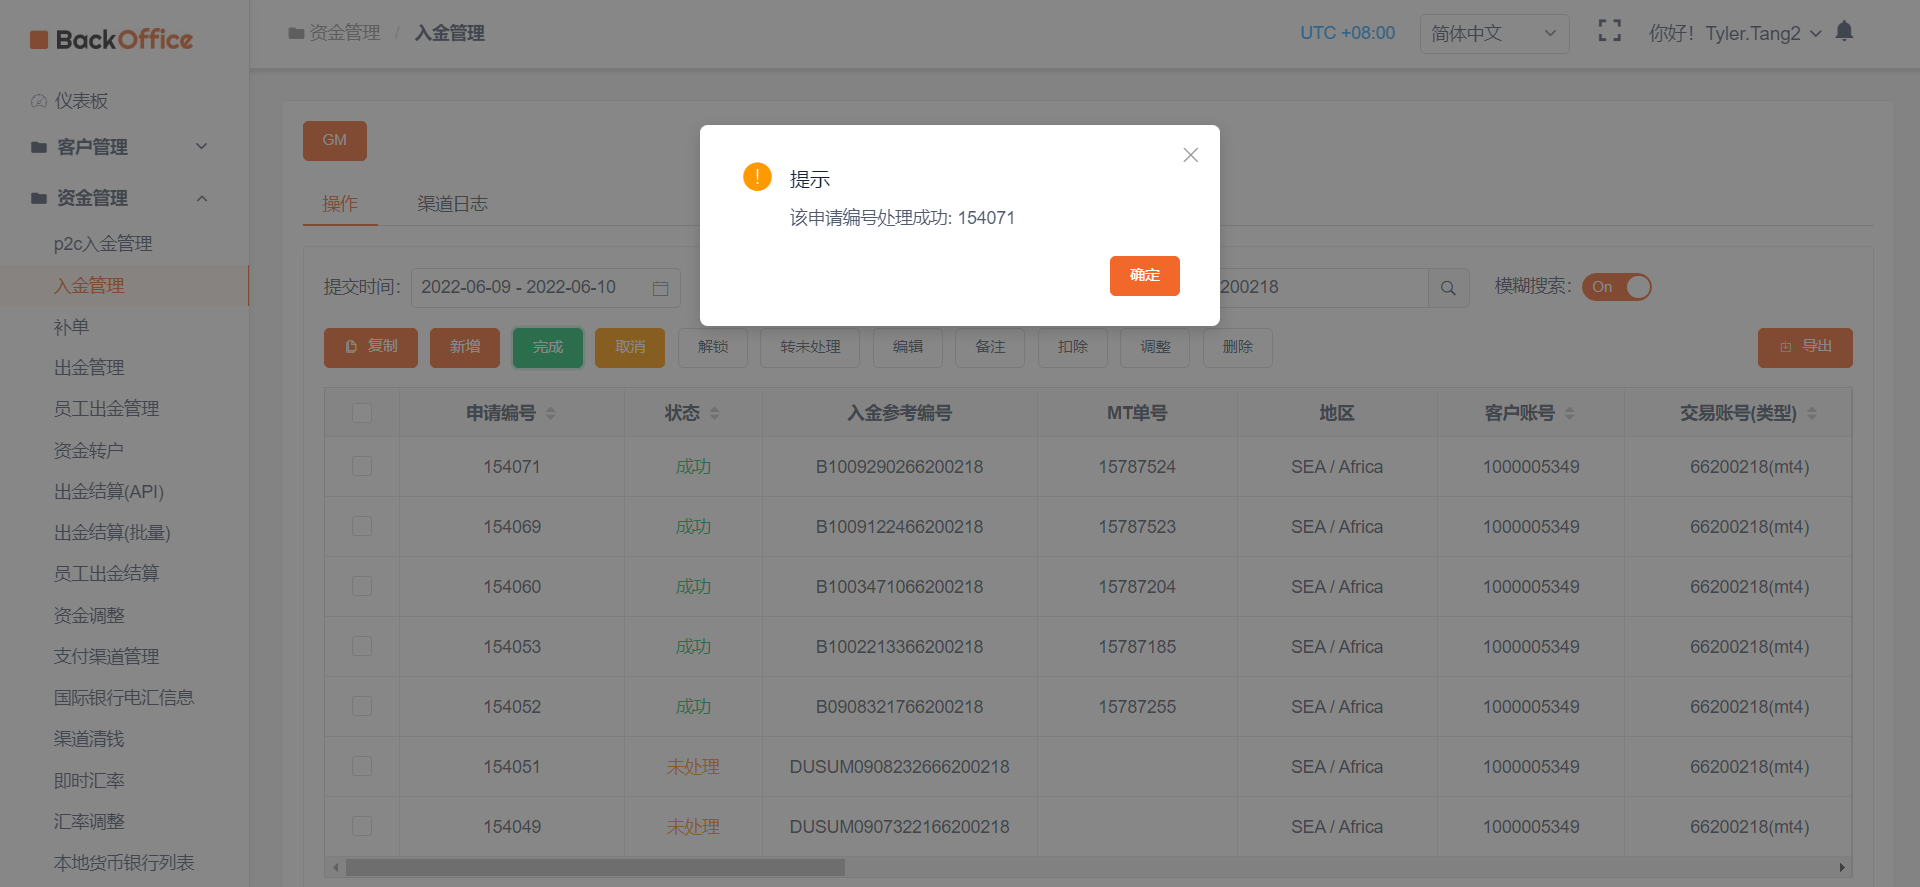 BackOffice
资金管理 / 入金管理
UTC +08:00
简体中文
你好！Tyler.Tang2
仪表板
客户管理
资金管理
p2c入金管理
入金管理
补单
出金管理
员工出金管理
资金转户
出金结算(API)
出金结算(批量)
员工出金结算
资金调整
支付渠道管理
国际银行电汇信息
渠道清钱
即时汇率
汇率调整
本地货币银行列表
GM
操作 渠道日志
提示
该申请编号处理成功: 154071
确定
提交时间： 2022-06-09 - 2022-06-10 200218 模糊搜索： On
复制 新增 完成 取消 解锁 转未处理 编辑 备注 扣除 调整 删除 导出
申请编号 状态 入金参考编号 MT单号 地区 客户账号 交易账号(类型)
154071 成功 B1009290266200218 15787524 SEA / Africa 1000005349 66200218(mt4)
154069 成功 B1009122466200218 15787523 SEA / Africa 1000005349 66200218(mt4)
154060 成功 B1003471066200218 15787204 SEA / Africa 1000005349 66200218(mt4)
154053 成功 B1002213366200218 15787185 SEA / Africa 1000005349 66200218(mt4)
154052 成功 B0908321766200218 15787255 SEA / Africa 1000005349 66200218(mt4)
154051 未处理 DUSUM0908232666200218 SEA / Africa 1000005349 66200218(mt4)
154049 未处理 DUSUM0907322166200218 SEA / Africa 1000005349 66200218(mt4)